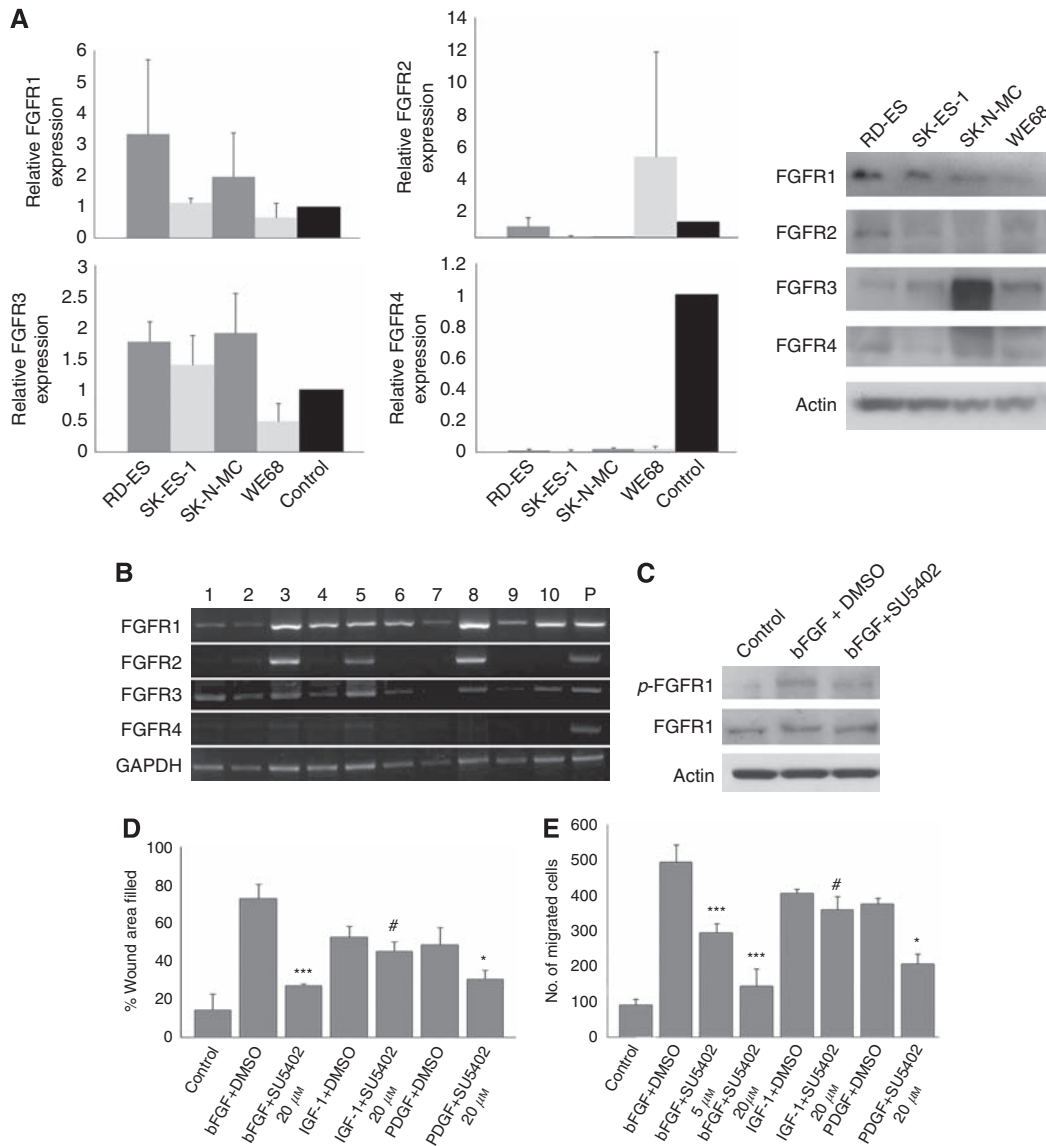 A
Relative FGFR1
expression
6
5
4
3
2
1
0
Relative FGFR2
expression
14
12
10
8
6
4
2
Relative FGFR3
expression
3
2.5
2
1.5
1
0.5
0
RD-ES
SK-ES-1
SK-N-MC
WE68
Control
Relative FGFR4
expression
1.2
1
0.8
0.6
0.4
0.2
0
RD-ES
SK-ES-1
SK-N-MC
WE68
Control
RD-ES
SK-ES-1
SK-N-MC
WE68
FGFR1
FGFR2
FGFR3
FGFR4
Actin
B
1 2 3 4 5 6 7 8 9 10 P
FGFR1
FGFR2
FGFR3
FGFR4
GAPDH
C
Control
bFGF + DMSO
bFGF+SU5402
p-FGFR1
FGFR1
Actin
D
% Wound area filled
100
80
60
40
20
0
***
#
*
Control
bFGF+DMSO
bFGF+SU5402
20 μM
IGF-1+DMSO
IGF-1+SU5402
20 μM
PDGF+DMSO
PDGF+SU5402
20 μM
E
No. of migrated cells
600
500
400
300
200
100
0
***
***
#
*
Control
bFGF+DMSO
bFGF+SU5402
5 μM
bFGF+SU5402
20 μM
IGF-1+DMSO
IGF-1+SU5402
20 μM
PDGF+DMSO
PDGF+SU5402
20 μM